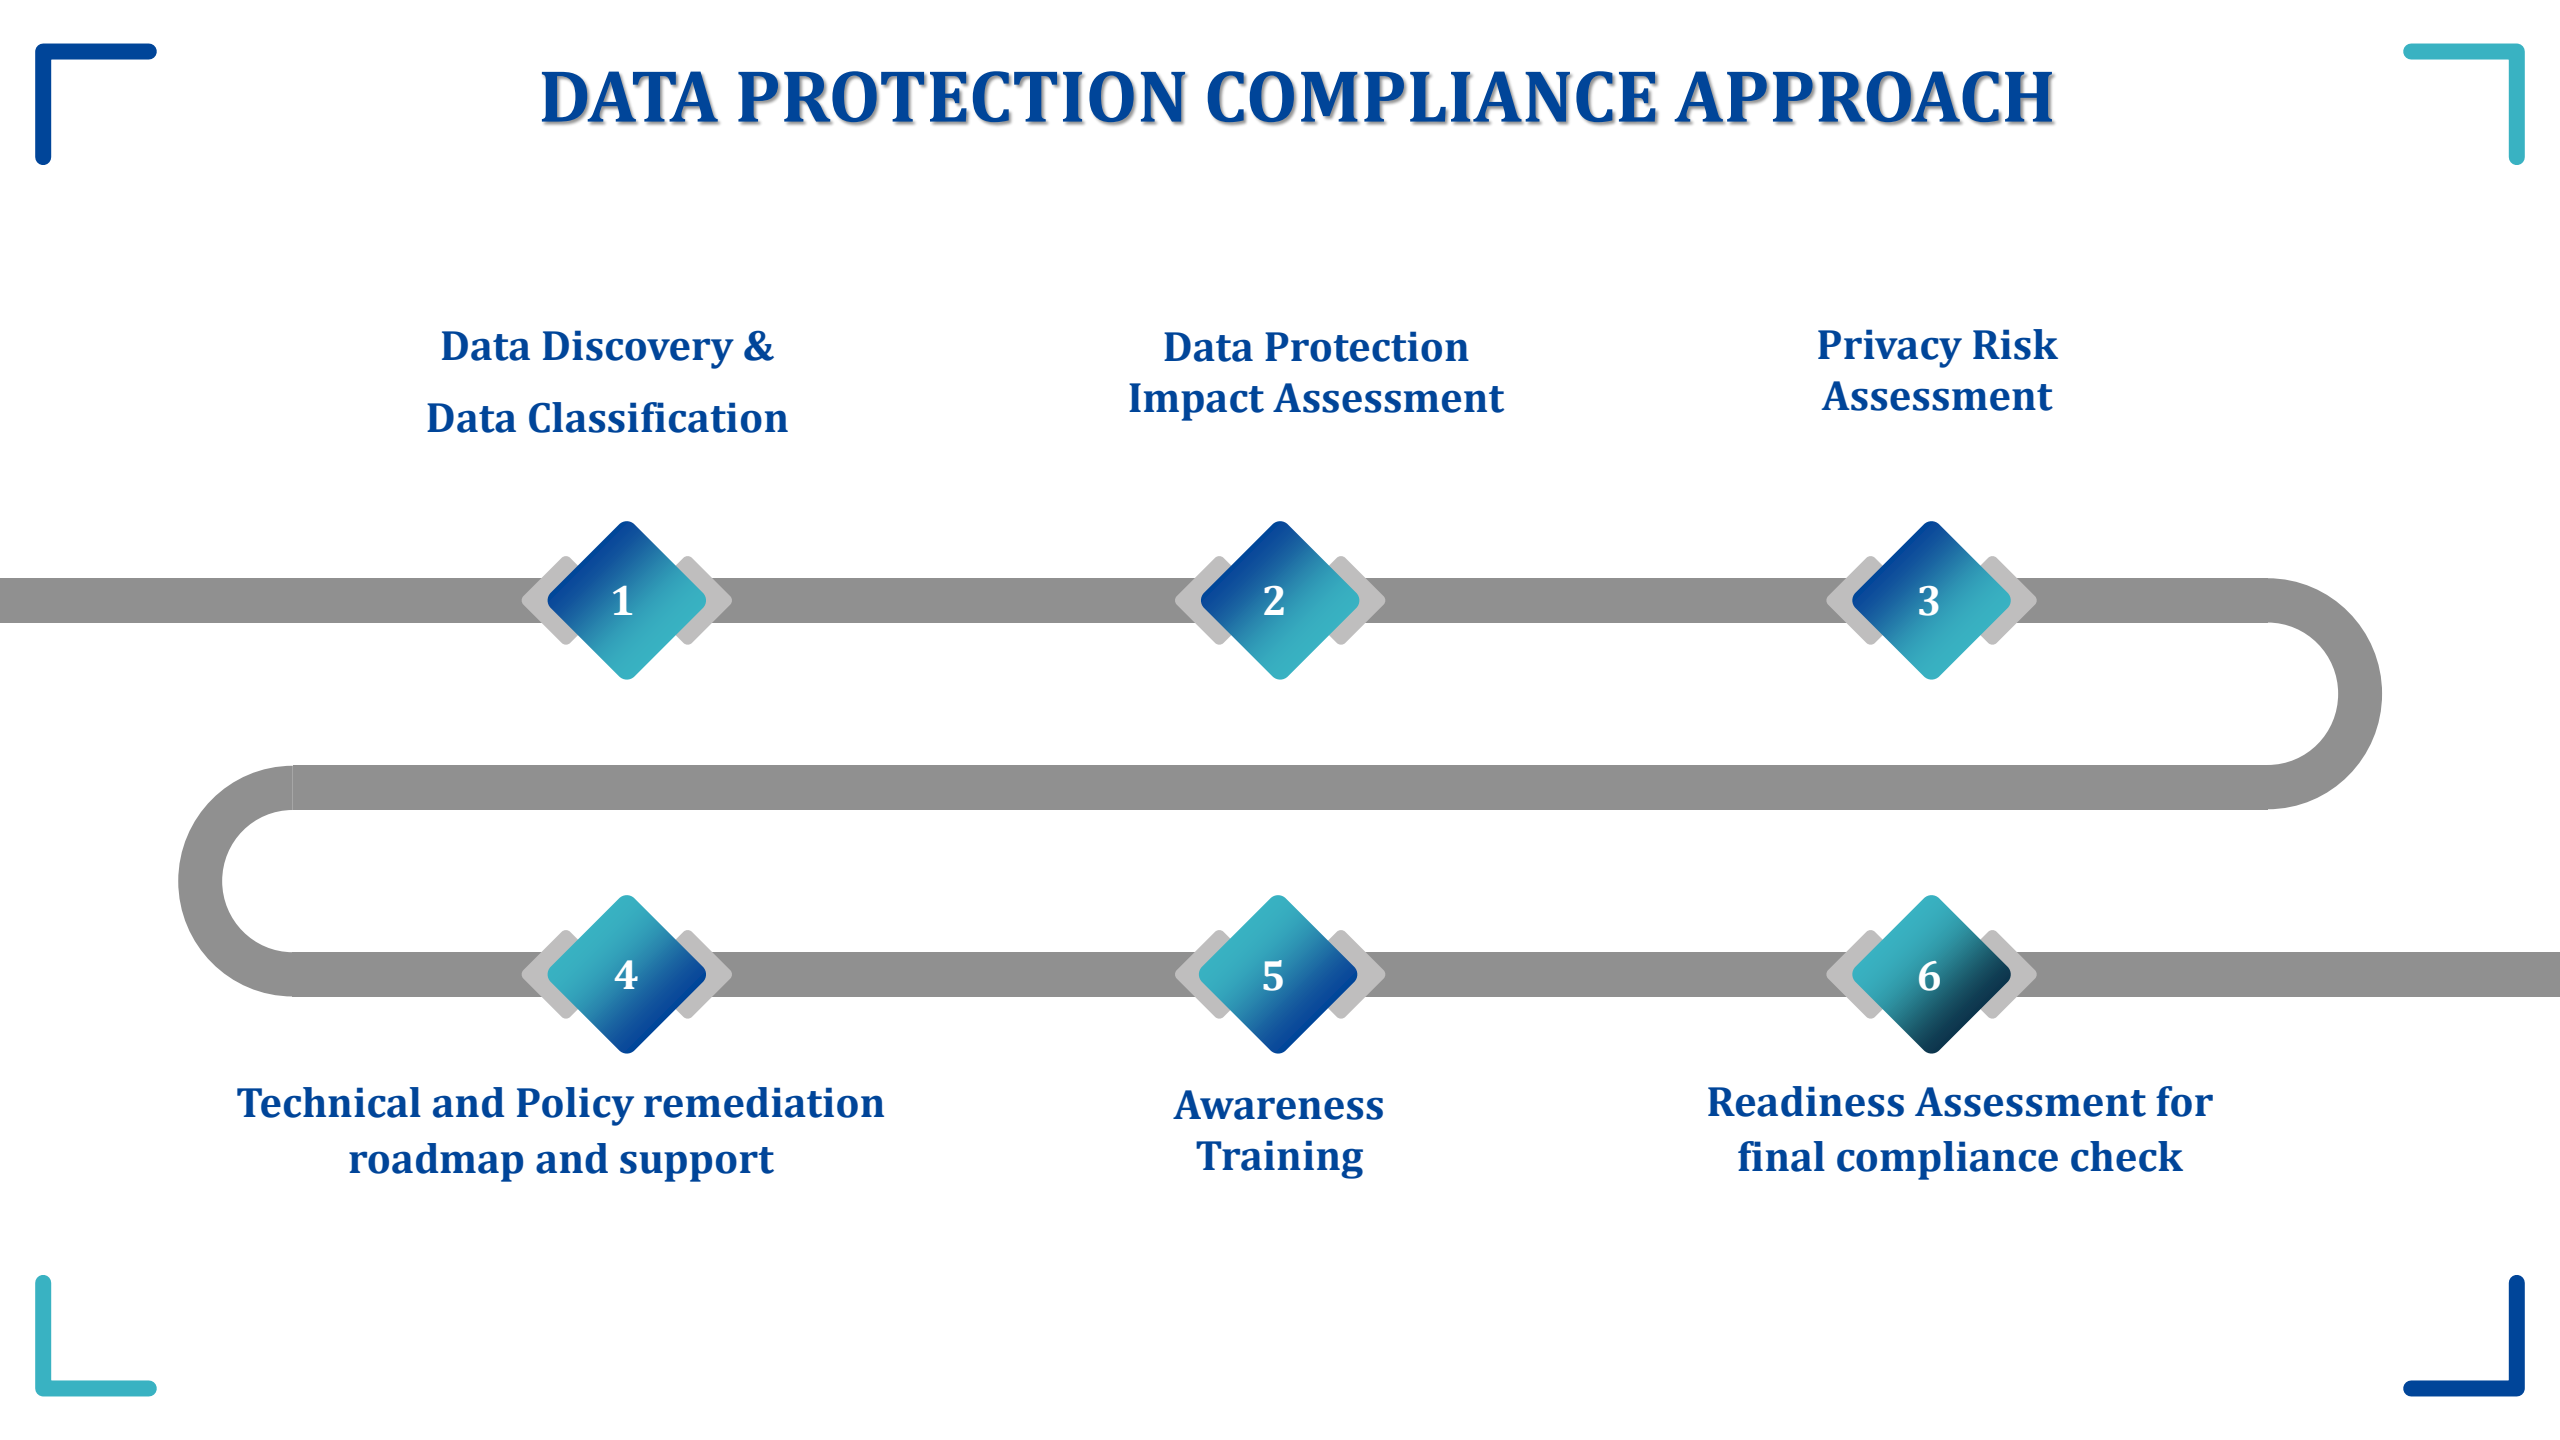 DATA PROTECTION COMPLIANCE APPROACH
Data Discovery &
Data Classification
Data Protection
Impact Assessment
Privacy Risk
Assessment
1
2
3
4
5
6
Technical and Policy remediation
roadmap and support
Awareness
Training
Readiness Assessment for
final compliance check